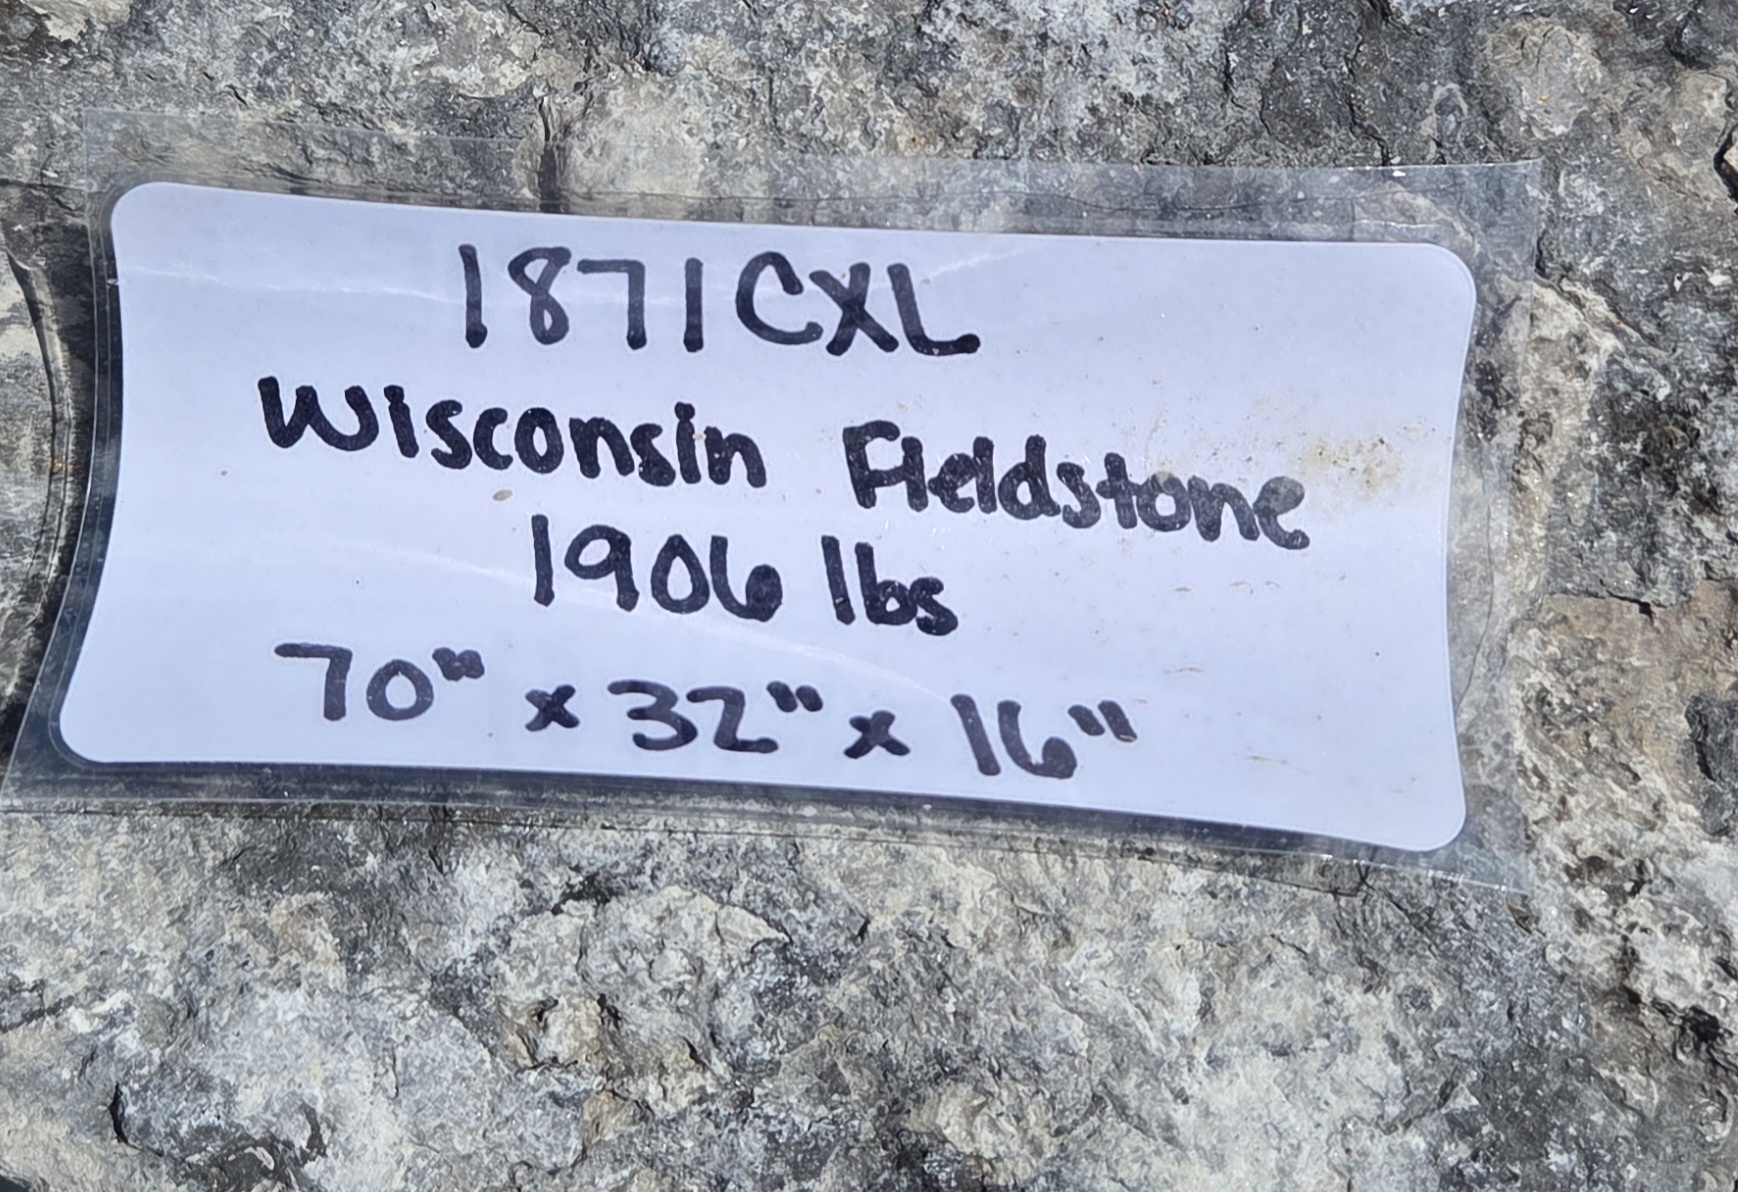 1871CXL
Wisconsin Fieldstone
1906 lbs
70" x 32" x 16"